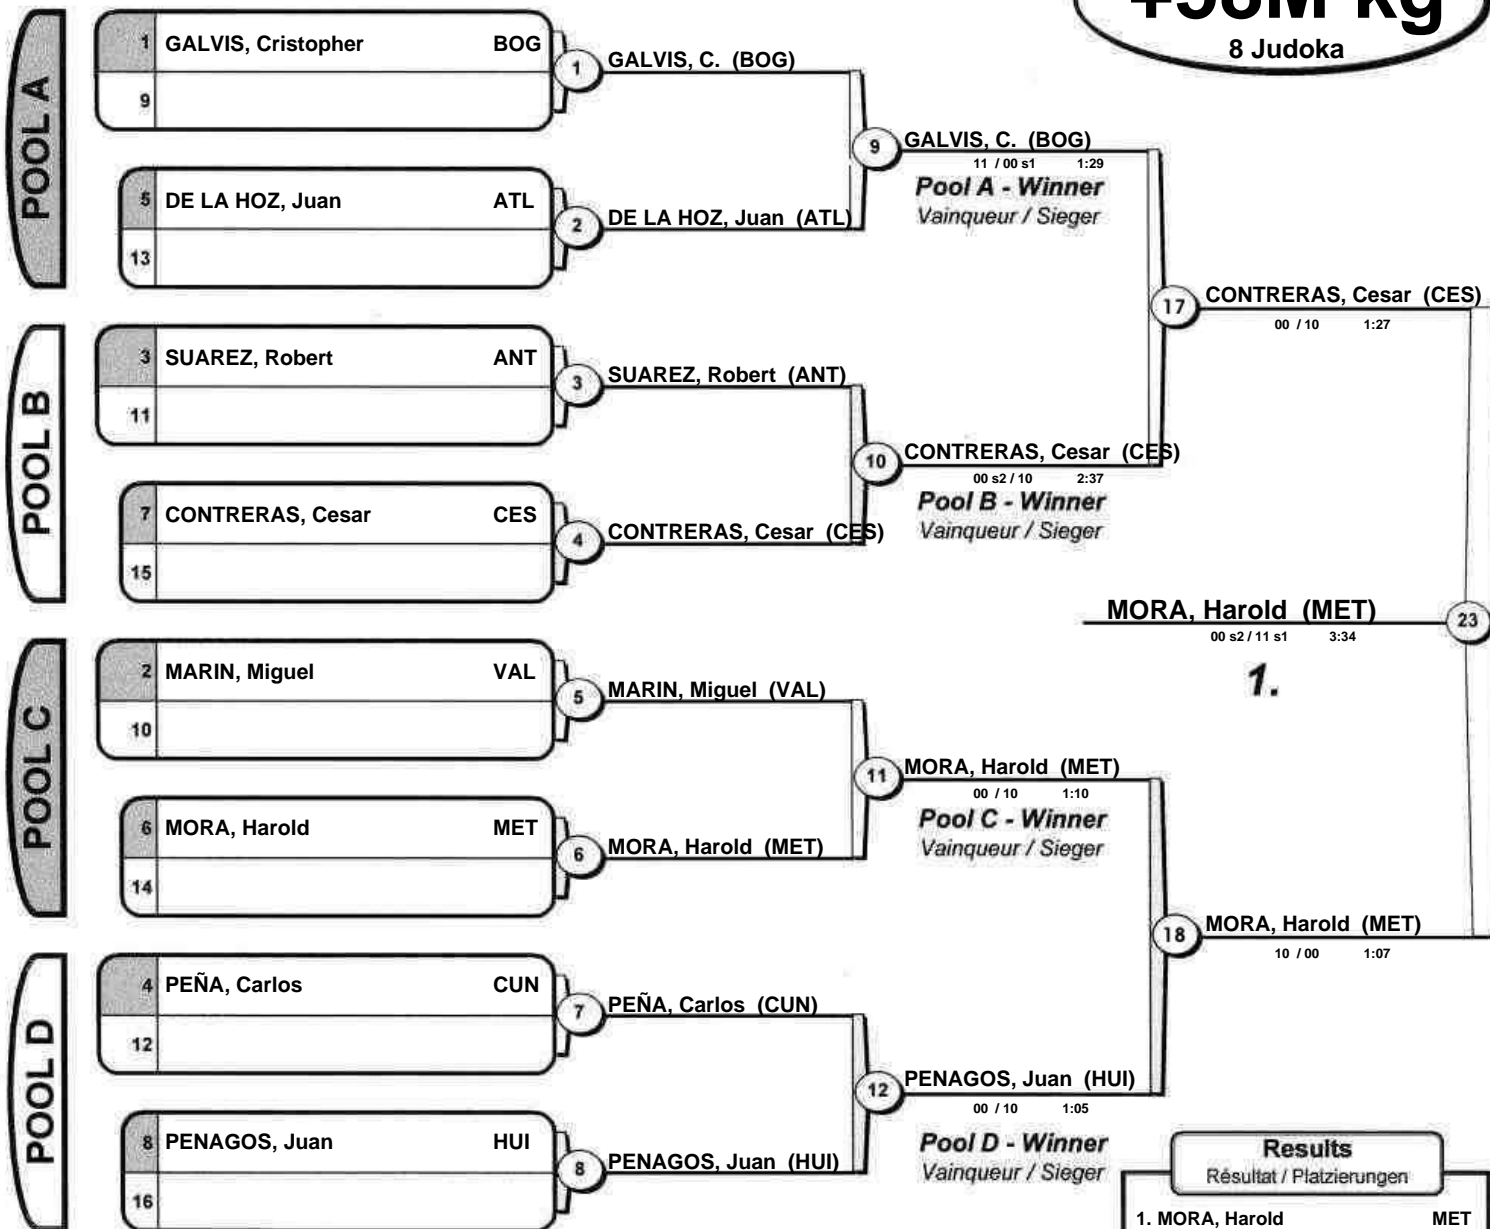 8 Judoka
POOL A
1 GALVIS, Cristopher BOG
9
1 GALVIS, C. (BOG)
5 DE LA HOZ, Juan ATL
13
2 DE LA HOZ, Juan (ATL)
9 GALVIS, C. (BOG)
11 / 00 s1 1:29
Pool A - Winner
Vainqueur / Sieger
POOL B
3 SUAREZ, Robert ANT
11
3 SUAREZ, Robert (ANT)
7 CONTRERAS, Cesar CES
15
4 CONTRERAS, Cesar (CES)
10 CONTRERAS, Cesar (CES)
00 s2 / 10 2:37
Pool B - Winner
Vainqueur / Sieger
17 CONTRERAS, Cesar (CES)
00 / 10 1:27
MORA, Harold (MET) 23
00 s2 / 11 s1 3:34
1.
POOL C
2 MARIN, Miguel VAL
10
5 MARIN, Miguel (VAL)
6 MORA, Harold MET
14
6 MORA, Harold (MET)
11 MORA, Harold (MET)
00 / 10 1:10
Pool C - Winner
Vainqueur / Sieger
POOL D
4 PEÑA, Carlos CUN
12
7 PEÑA, Carlos (CUN)
8 PENAGOS, Juan HUI
16
8 PENAGOS, Juan (HUI)
12 PENAGOS, Juan (HUI)
00 / 10 1:05
Pool D - Winner
Vainqueur / Sieger
18 MORA, Harold (MET)
10 / 00 1:07
Results
Résultat / Platzierungen
1. MORA, Harold MET